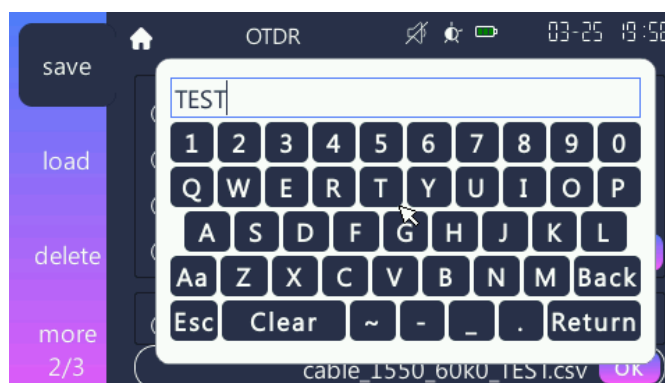 save
OTDR 03-25 19:58
TEST
1 2 3 4 5 6 7 8 9 0
load
Q W E R T Y U I O P
A S D F G H J K L
delete
Aa Z X C V B N M Back
Esc Clear ~ - _ . Return
more
2/3
cable_1550_60k0_TEST.csv OK